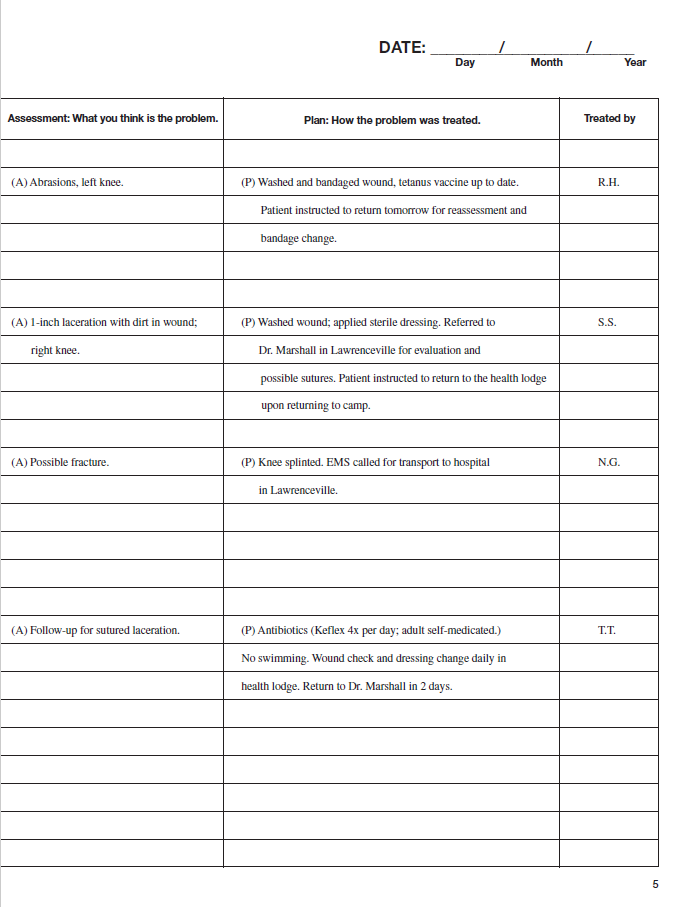 DATE: ______/______/______
Day Month Year
Assessment: What you think is the problem. Plan: How the problem was treated. Treated by
(A) Abrasions, left knee. (P) Washed and bandaged wound, tetanus vaccine up to date. R.H.
Patient instructed to return tomorrow for reassessment and
bandage change.
(A) 1-inch laceration with dirt in wound; (P) Washed wound; applied sterile dressing. Referred to S.S.
right knee. Dr. Marshall in Lawrenceville for evaluation and
possible sutures. Patient instructed to return to the health lodge
upon returning to camp.
(A) Possible fracture. (P) Knee splinted. EMS called for transport to hospital N.G.
in Lawrenceville.
(A) Follow-up for sutured laceration. (P) Antibiotics (Keflex 4x per day; adult self-medicated.) T.T.
No swimming. Wound check and dressing change daily in
health lodge. Return to Dr. Marshall in 2 days.
5